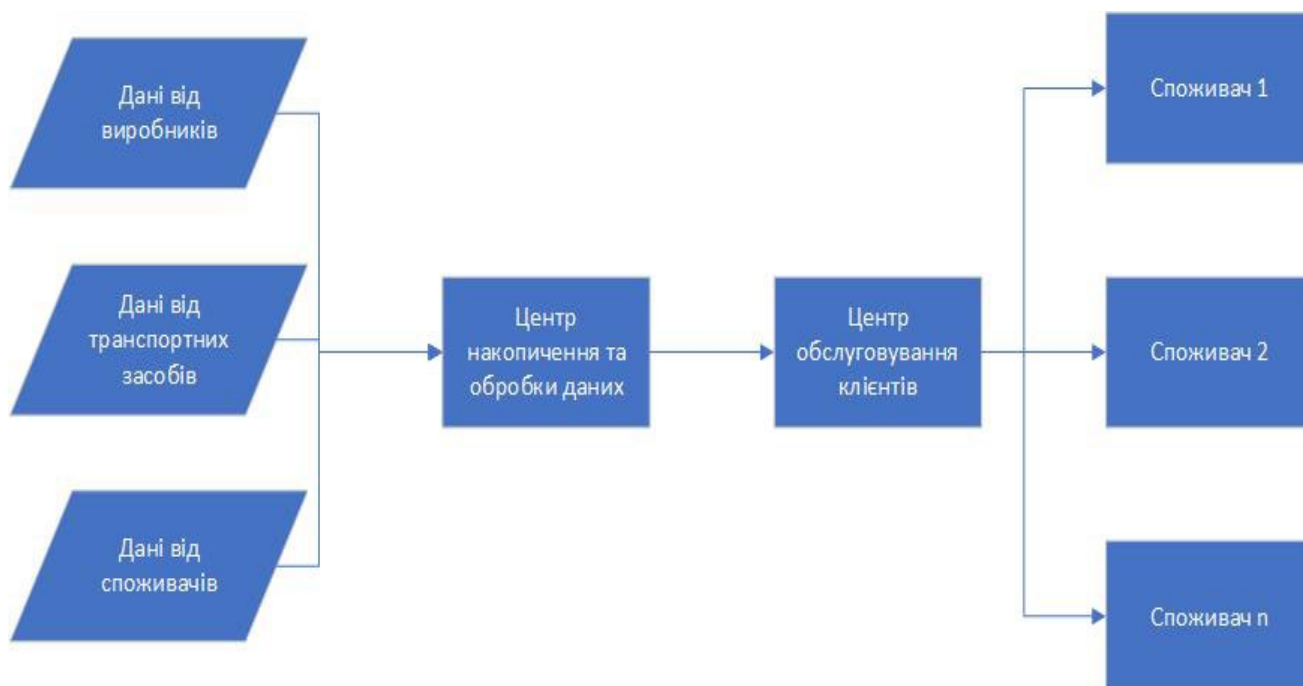 Дані від
виробників
Дані від
транспортних
засобів
Дані від
споживачів
Центр
накопичення та
обробки даних
Центр
обслуговування
клієнтів
Споживач 1
Споживач 2
Споживач n